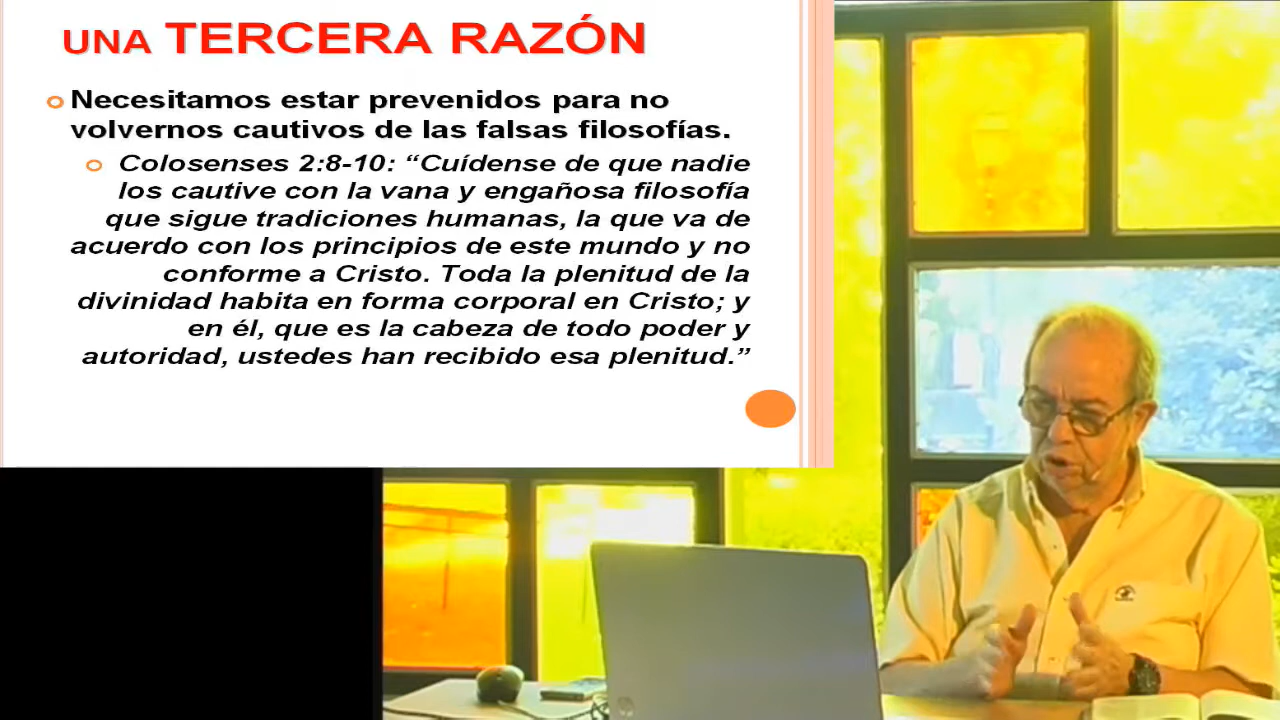 UNA TERCERA RAZÓN
Necesitamos estar prevenidos para no
volvernos cautivos de las falsas filosofías.
Colosenses 2:8-10: “Cuídense de que nadie
los cautive con la vana y engañosa filosofía
que sigue tradiciones humanas, la que va de
acuerdo con los principios de este mundo y no
conforme a Cristo. Toda la plenitud de la
divinidad habita en forma corporal en Cristo; y
en él, que es la cabeza de todo poder y
autoridad, ustedes han recibido esa plenitud.”